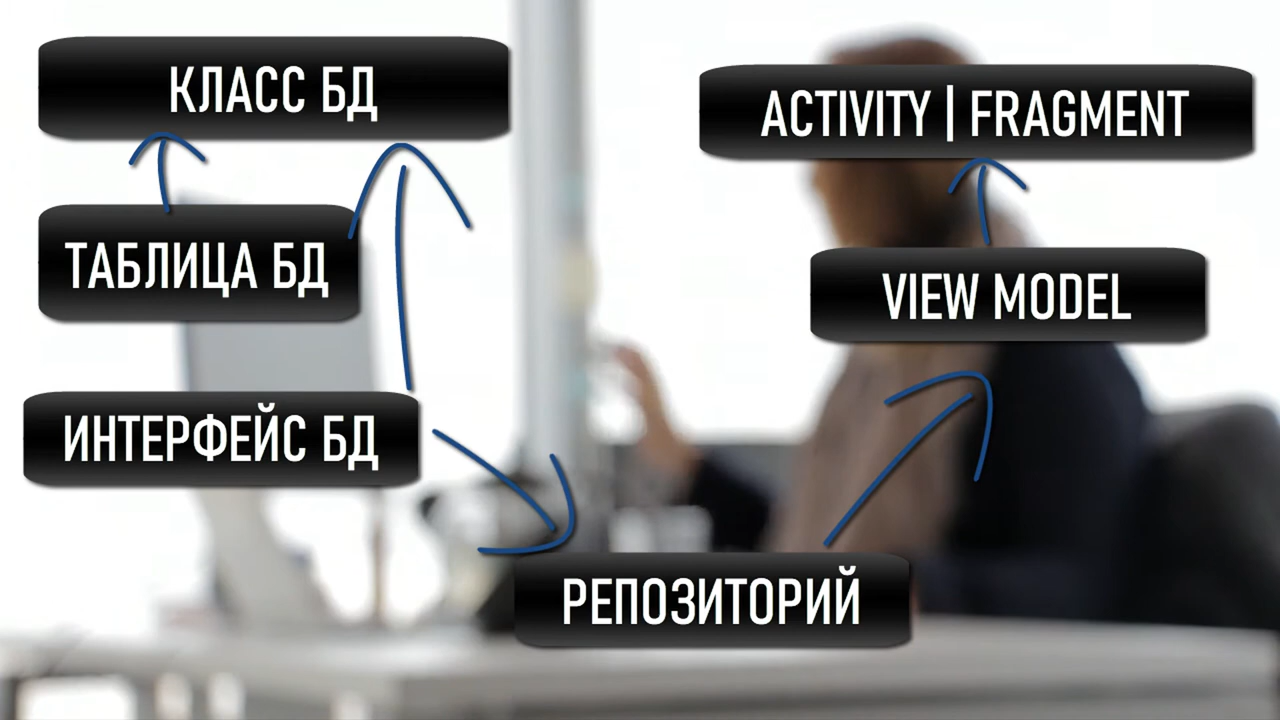 КЛАСС БД
ТАБЛИЦА БД
ИНТЕРФЕЙС БД
РЕПОЗИТОРИЙ
VIEW MODEL
ACTIVITY | FRAGMENT